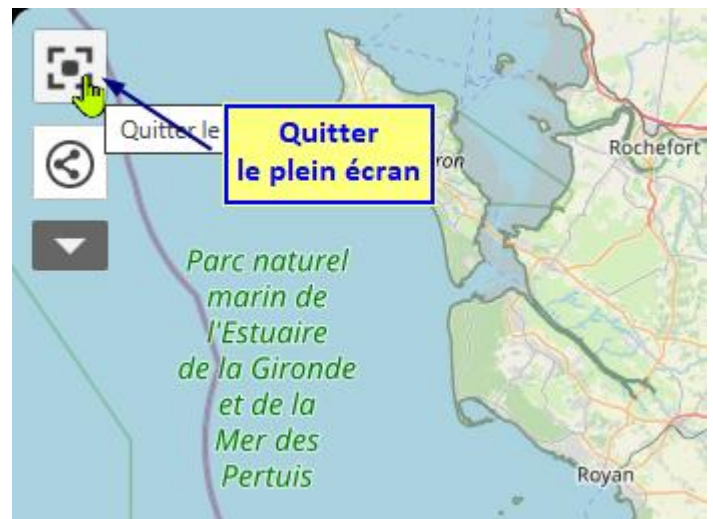 Quitter le
Quitter
le plein écran
ron
Rochefort
Parc naturel
marin de
l'Estuaire
de la Gironde
et de la
Mer des
Pertuis
Royan